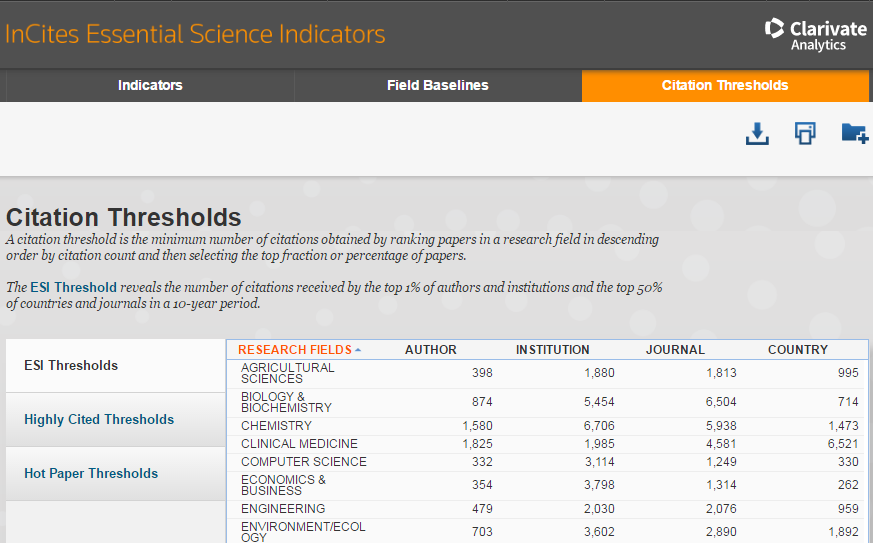 InCites Essential Science Indicators
Clarivate
Analytics
Indicators Field Baselines Citation Thresholds
Citation Thresholds
A citation threshold is the minimum number of citations obtained by ranking papers in a research field in descending
order by citation count and then selecting the top fraction or percentage of papers.
The ESI Threshold reveals the number of citations received by the top 1% of authors and institutions and the top 50%
of countries and journals in a 10-year period.
ESI Thresholds
Highly Cited Thresholds
Hot Paper Thresholds
RESEARCH FIELDS AUTHOR INSTITUTION JOURNAL COUNTRY
AGRICULTURAL
SCIENCES 398 1,880 1,813 995
BIOLOGY &
BIOCHEMISTRY 874 5,454 6,504 714
CHEMISTRY 1,580 6,706 5,938 1,473
CLINICAL MEDICINE 1,825 1,985 4,581 6,521
COMPUTER SCIENCE 332 3,114 1,249 330
ECONOMICS &
BUSINESS 354 3,798 1,314 262
ENGINEERING 479 2,030 2,076 959
ENVIRONMENT/ECOL
OGY 703 3,602 2,890 1,892